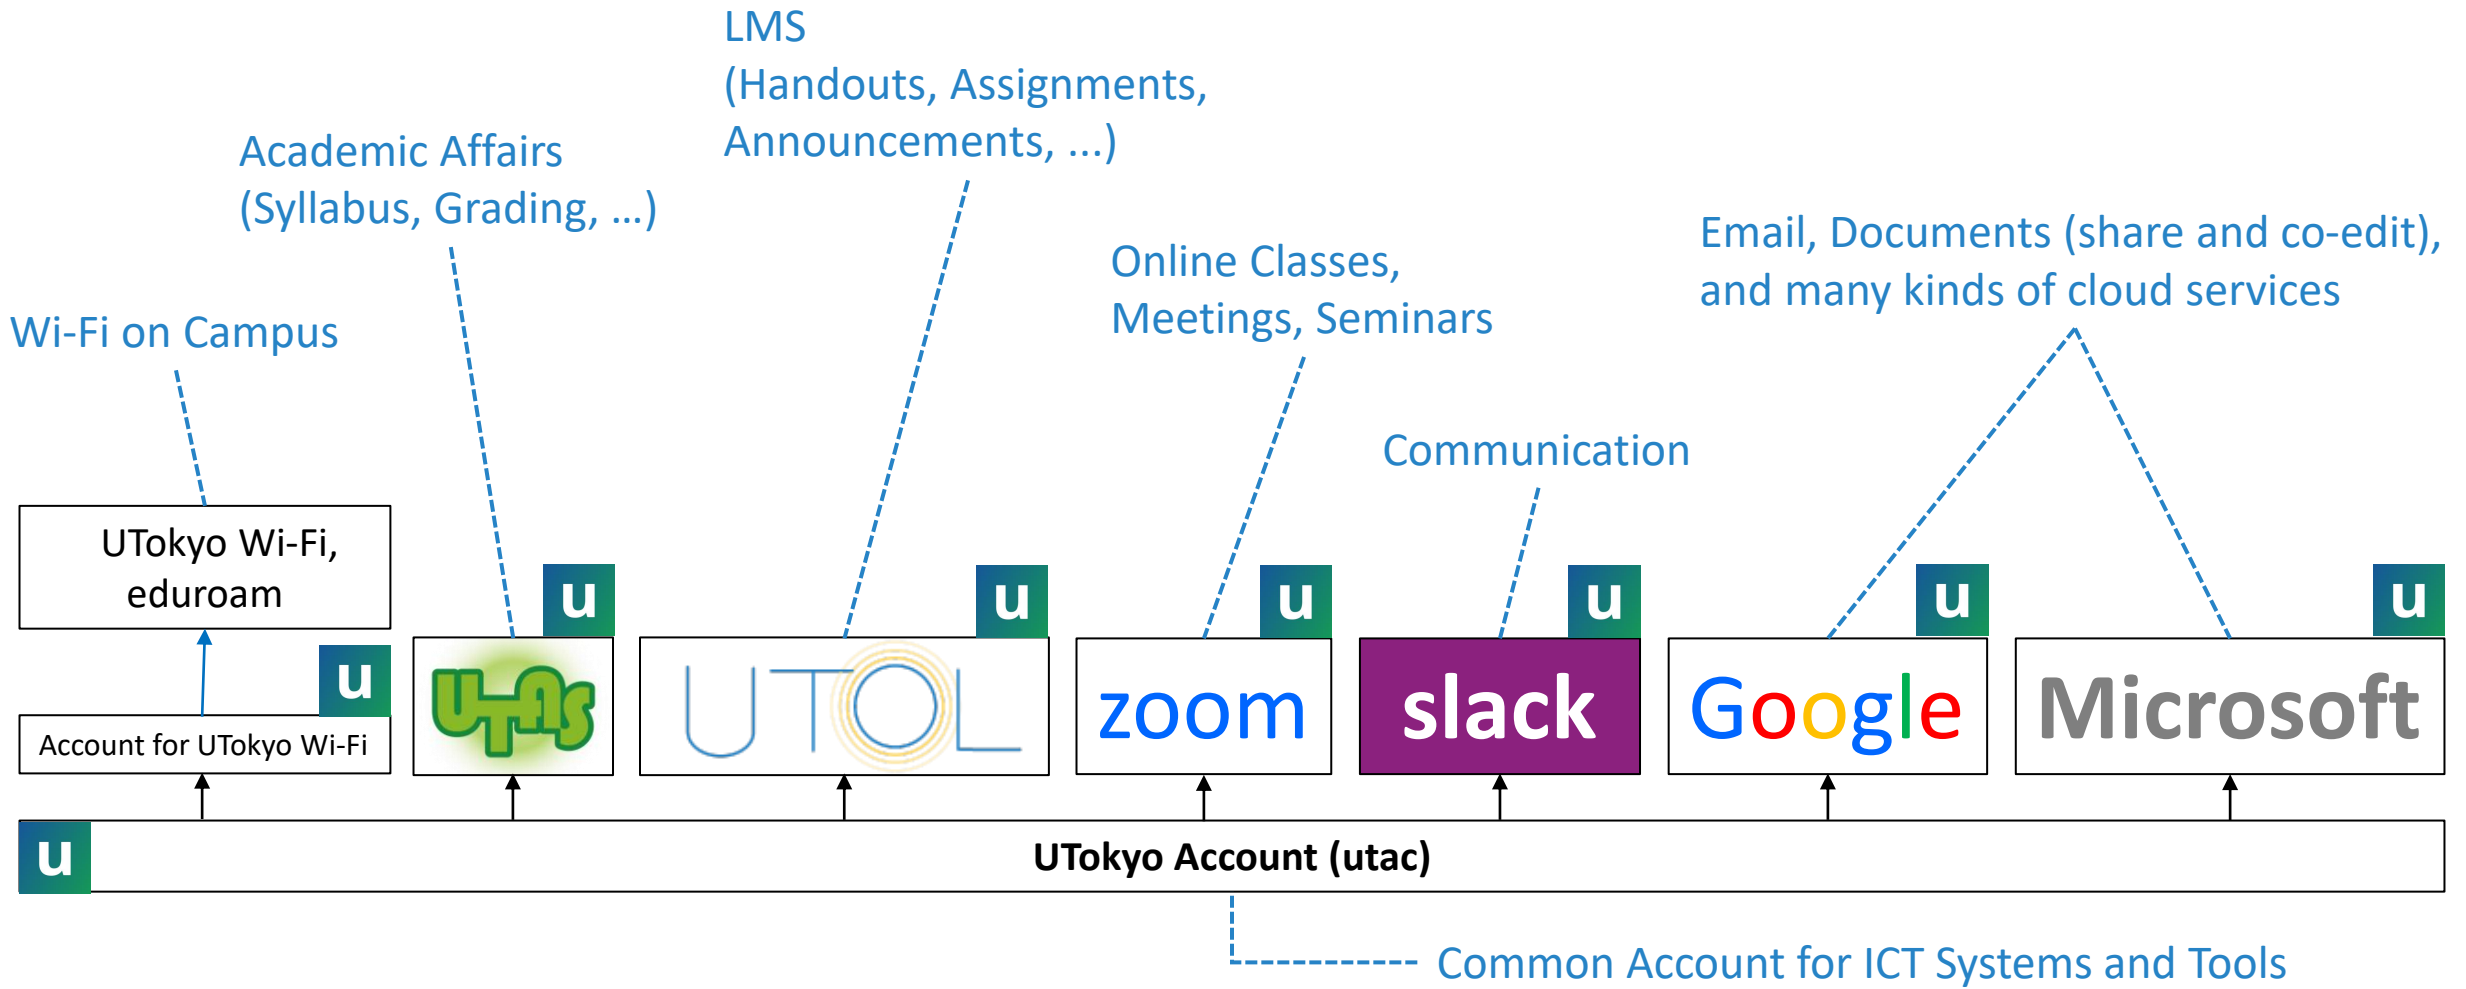 LMS
(Handouts, Assignments,
Announcements, ...)
Academic Affairs
(Syllabus, Grading, ...)
Email, Documents (share and co-edit),
and many kinds of cloud services
Online Classes,
Meetings, Seminars
Wi-Fi on Campus
Communication
UTokyo Wi-Fi,
eduroam
u
u
u
u
u
u
u
Account for UTokyo Wi-Fi
UTAS
UTOL
zoom
slack
Google
Microsoft
u
UTokyo Account (utac)
Common Account for ICT Systems and Tools